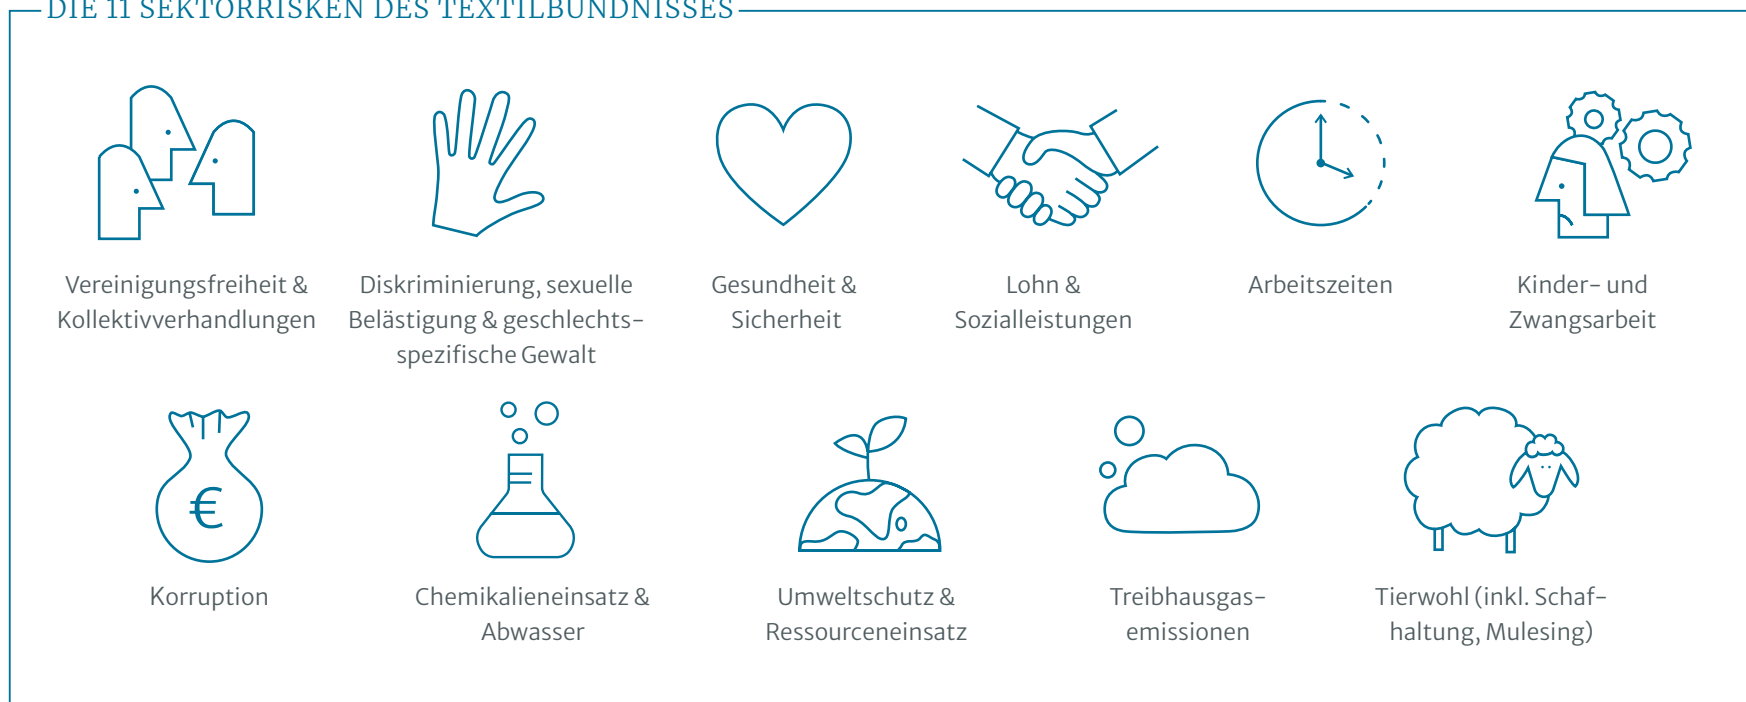 DIE 11 SEKTORRISKEN DES TEXTILBÜNDNISSES
Vereinigungsfreiheit &
Kollektivverhandlungen
Diskriminierung, sexuelle
Belästigung & geschlechts-
spezifische Gewalt
Gesundheit &
Sicherheit
Lohn &
Sozialleistungen
Arbeitszeiten
Kinder- und
Zwangsarbeit
€
Korruption
Chemikalieneinsatz &
Abwasser
Umweltschutz &
Ressourceneinsatz
Treibhausgas-
emissionen
Tierwohl (inkl. Schaf-
haltung, Mulesing)